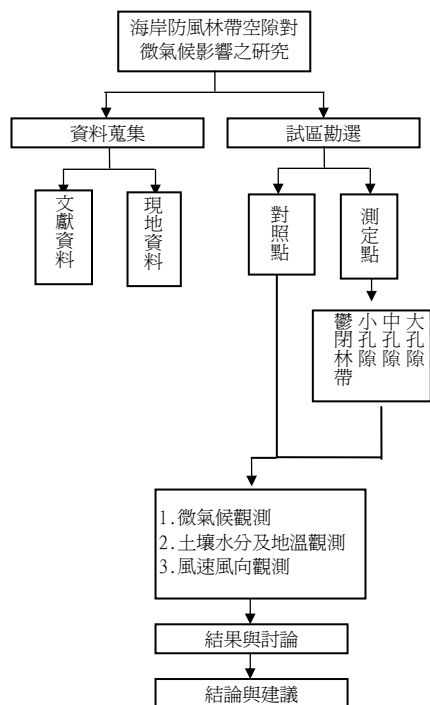 海岸防風林帶空隙對
微氣候影響之研究
資料蒐集
試區勘選
文獻資料
現地資料
對照點
測定點
大孔隙
中孔隙
小孔隙
鬱閉林帶
1.微氣候觀測
2.土壤水分及地溫觀測
3.風速風向觀測
結果與討論
結論與建議